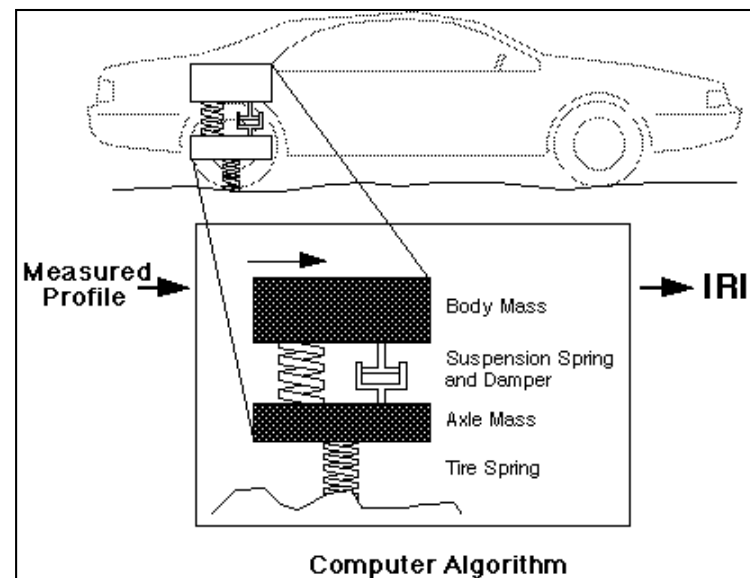 Measured
Profile
IRI
Body Mass
Suspension Spring
and Damper
Axle Mass
Tire Spring
Computer Algorithm